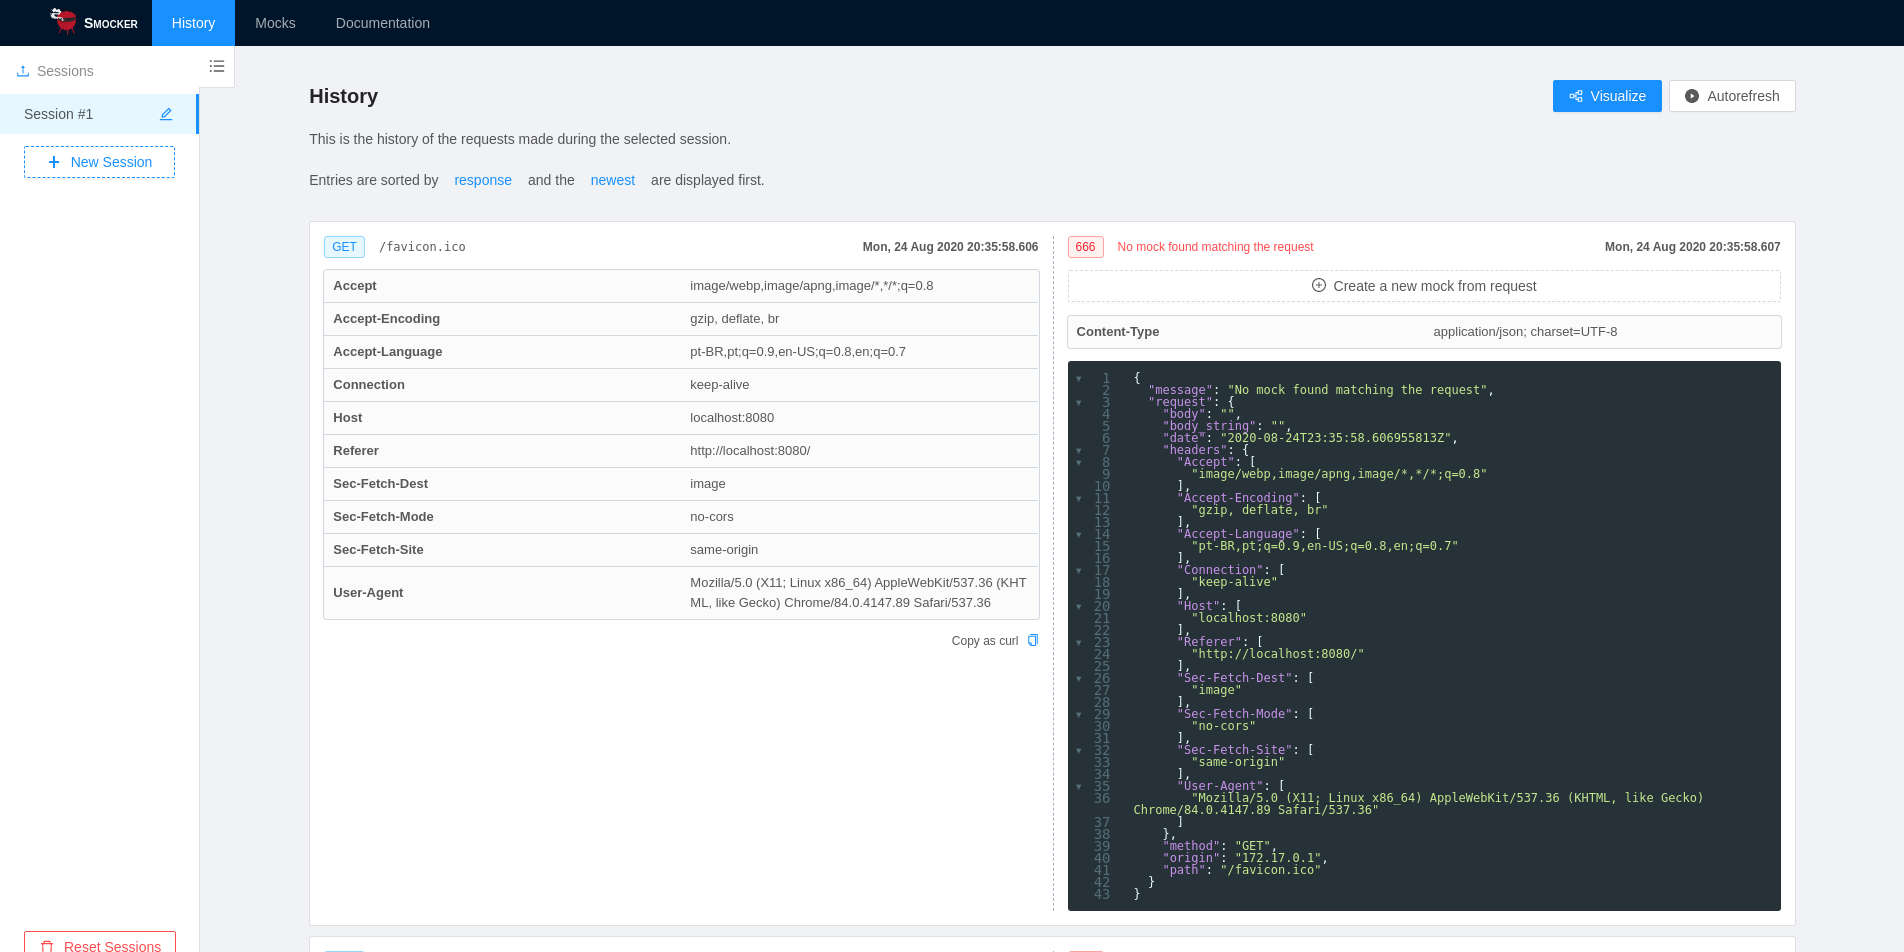 SMOCKER
History
Mocks
Documentation
Sessions
Session #1
New Session
Reset Sessions
History
Visualize
Autorefresh
This is the history of the requests made during the selected session.
Entries are sorted by response and the newest are displayed first.
GET /favicon.ico Mon, 24 Aug 2020 20:35:58.606
Accept image/webp,image/apng,image/*,*/*;q=0.8
Accept-Encoding gzip, deflate, br
Accept-Language pt-BR,pt;q=0.9,en-US;q=0.8,en;q=0.7
Connection keep-alive
Host localhost:8080
Referer http://localhost:8080/
Sec-Fetch-Dest image
Sec-Fetch-Mode no-cors
Sec-Fetch-Site same-origin
User-Agent Mozilla/5.0 (X11; Linux x86_64) AppleWebKit/537.36 (KHT
ML, like Gecko) Chrome/84.0.4147.89 Safari/537.36
Copy as curl
666 No mock found matching the request Mon, 24 Aug 2020 20:35:58.607
Create a new mock from request
Content-Type application/json; charset=UTF-8
1 {
2 "message": "No mock found matching the request",
3 "request": {
4 "body": "",
5 "body_string": "",
6 "date": "2020-08-24T23:35:58.606955813Z",
7 "headers": {
8 "Accept": [
9 "image/webp,image/apng,image/*,*/*;q=0.8"
10 ],
11 "Accept-Encoding": [
12 "gzip, deflate, br"
13 ],
14 "Accept-Language": [
15 "pt-BR,pt;q=0.9,en-US;q=0.8,en;q=0.7"
16 ],
17 "Connection": [
18 "keep-alive"
19 ],
20 "Host": [
21 "localhost:8080"
22 ],
23 "Referer": [
24 "http://localhost:8080/"
25 ],
26 "Sec-Fetch-Dest": [
27 "image"
28 ],
29 "Sec-Fetch-Mode": [
30 "no-cors"
31 ],
32 "Sec-Fetch-Site": [
33 "same-origin"
34 ],
35 "User-Agent": [
36 "Mozilla/5.0 (X11; Linux x86_64) AppleWebKit/537.36 (KHTML, like Gecko)
Chrome/84.0.4147.89 Safari/537.36"
37 ]
38 },
39 "method": "GET",
40 "origin": "172.17.0.1",
41 "path": "/favicon.ico"
42 }
43 }